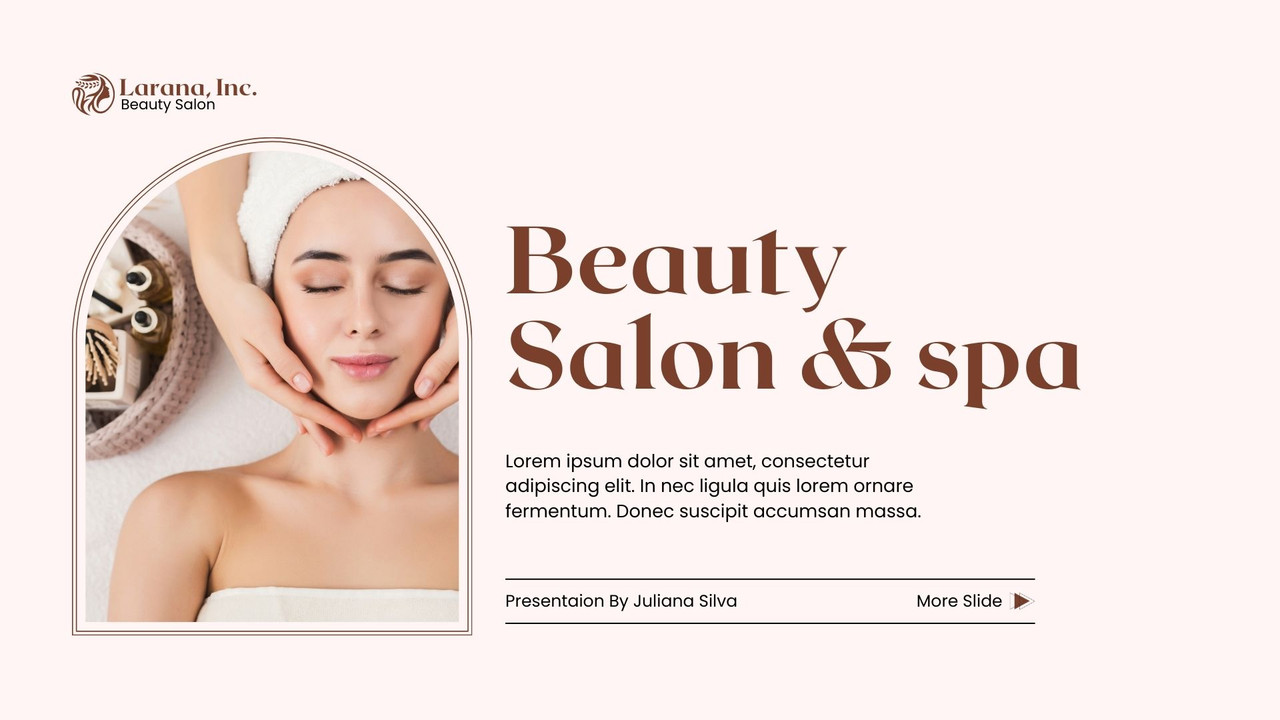 Larana, Inc.
Beauty Salon
Beauty
Salon & spa
Lorem ipsum dolor sit amet, consectetur
adipiscing elit. In nec ligula quis lorem ornare
fermentum. Donec suscipit accumsan massa.
Presentaion By Juliana Silva
More Slide